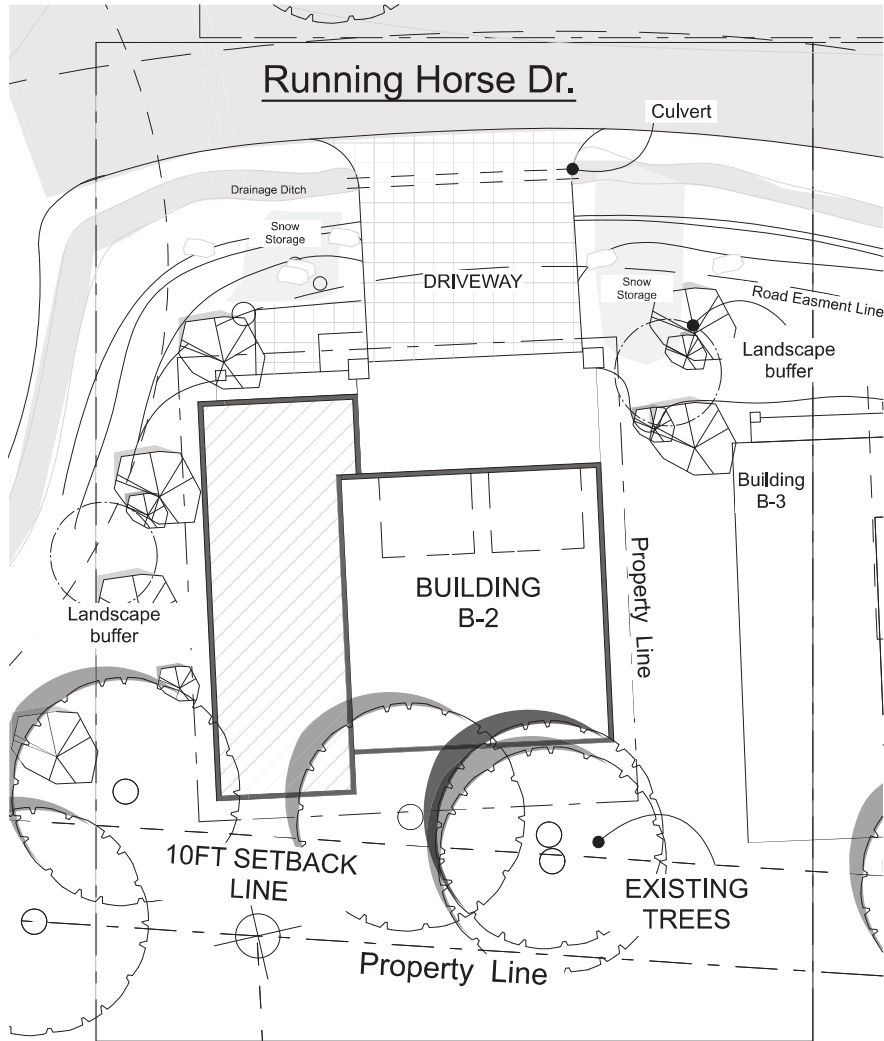 Running Horse Dr.
Culvert
Drainage Ditch
Snow
Storage
DRIVEWAY
Snow
Storage
Road Easment Line
Landscape
buffer
Building
B-3
BUILDING
B-2
Property Line
Landscape
buffer
10FT SETBACK
LINE
EXISTING
TREES
Property Line